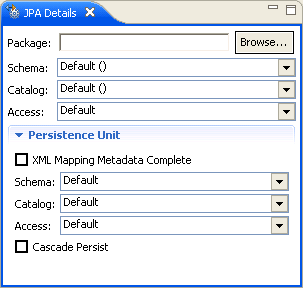 JPA Details
Package: Browse...
Schema: Default ()
Catalog: Default ()
Access: Default
Persistence Unit
XML Mapping Metadata Complete
Schema: Default
Catalog: Default
Access: Default
Cascade Persist